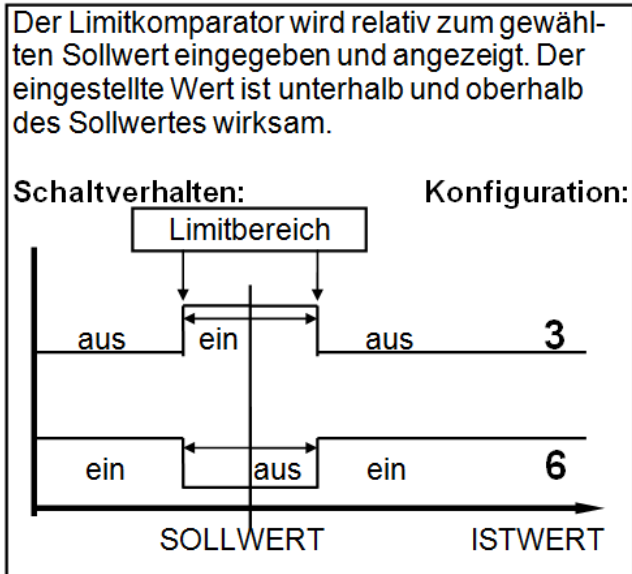 Der Limitkomparator wird relativ zum gewähl-
ten Sollwert eingegeben und angezeigt. Der
eingestellte Wert ist unterhalb und oberhalb
des Sollwertes wirksam.
Schaltverhalten: Konfiguration:
Limitbereich
aus ein aus 3
ein aus ein 6
SOLLWERT ISTWERT